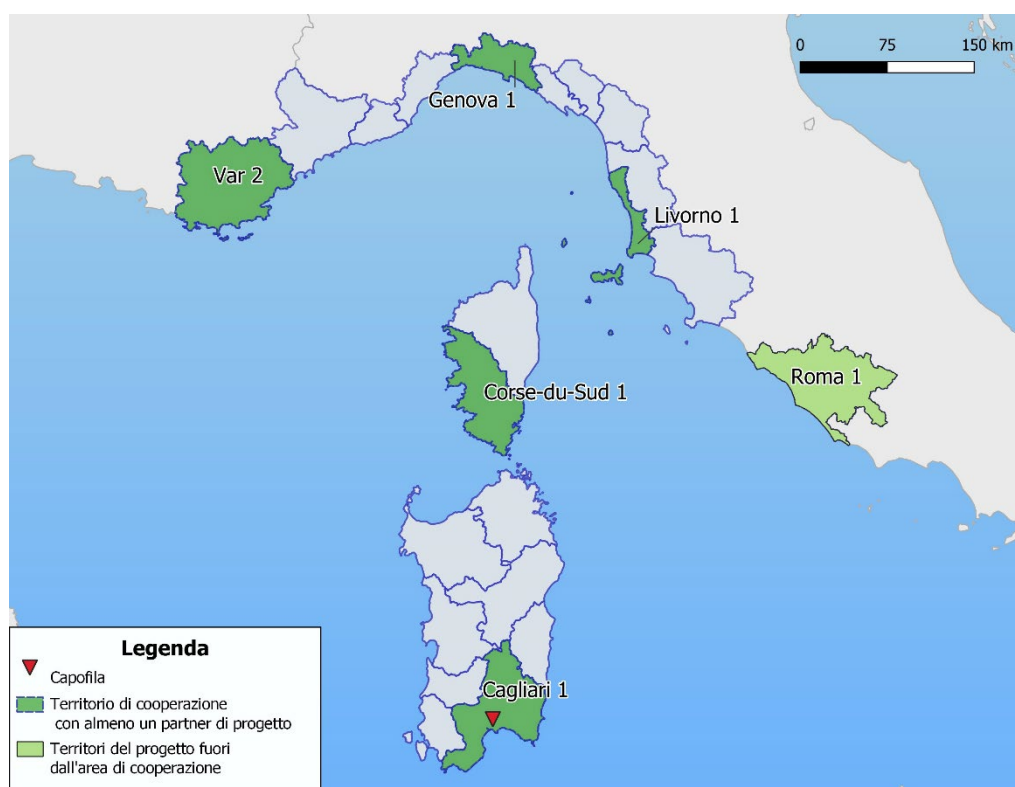 0 75 150 km
Genova 1
Var 2
Livorno 1
Roma 1
Corse-du-Sud 1
Cagliari 1
Legenda
Capofila
Territorio di cooperazione
con almeno un partner di progetto
Territori del progetto fuori
dall'area di cooperazione